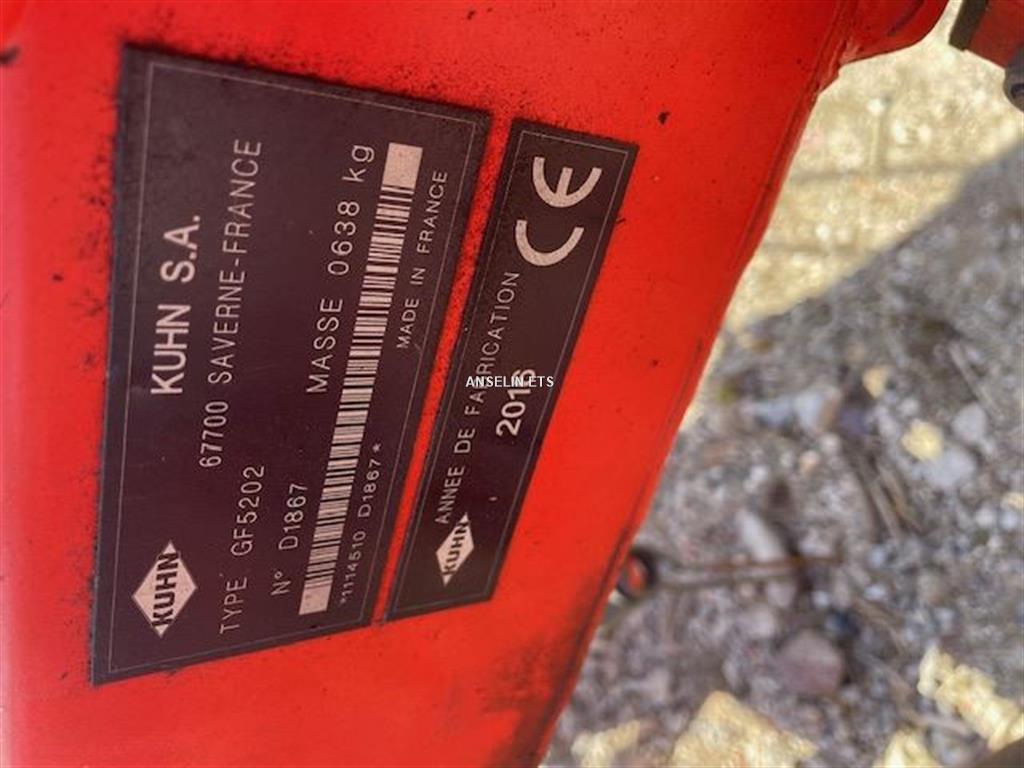 KUHN
KUHN S.A.
67700 SAVERNE-FRANCE
TYPE GF5202
N° D1867
MASSE 0638 kg
*1114510 D1867*
MADE IN FRANCE
KUHN
ANNEE DE FABRICATION
2016
CE
ANSELIN ETS